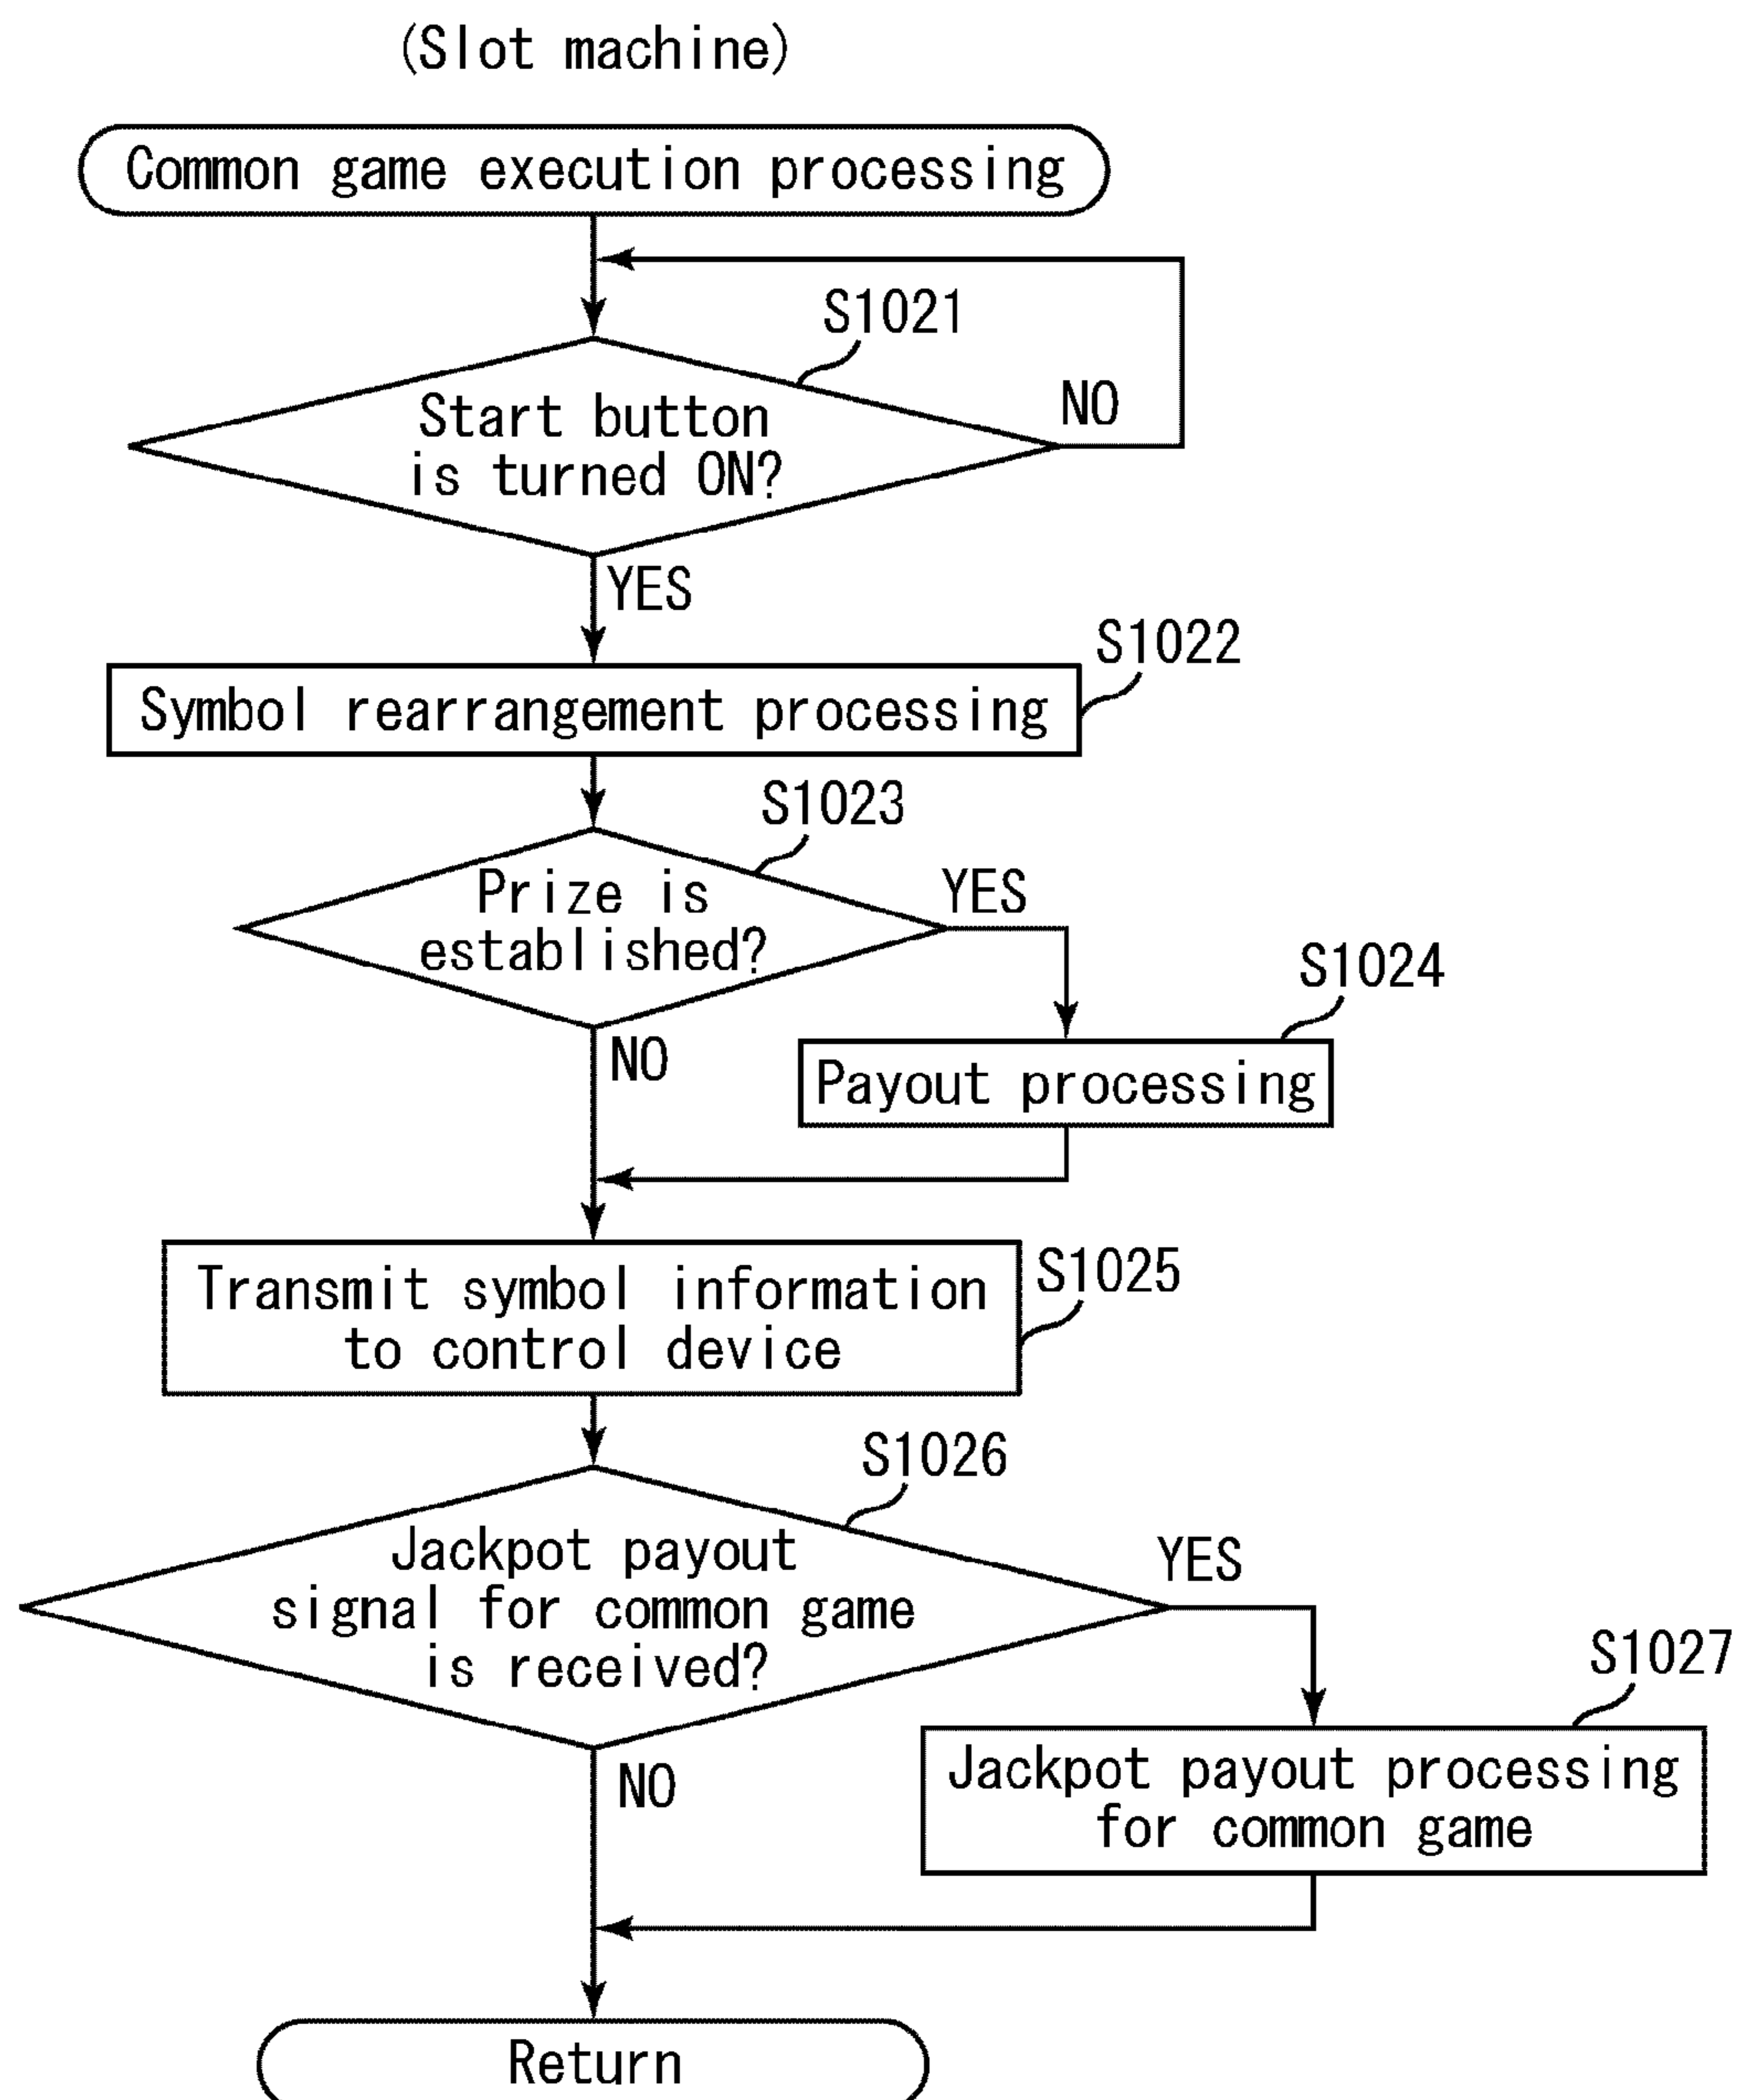 (Slot machine)
Common game execution processing
S1021
Start button
is turned ON?
NO
YES
S1022
Symbol rearrangement processing
S1023
Prize is
established?
YES
S1024
NO
Payout processing
Transmit symbol information
to control device
S1025
S1026
Jackpot payout
signal for common game
is received?
YES
S1027
NO
Jackpot payout processing
for common game
Return